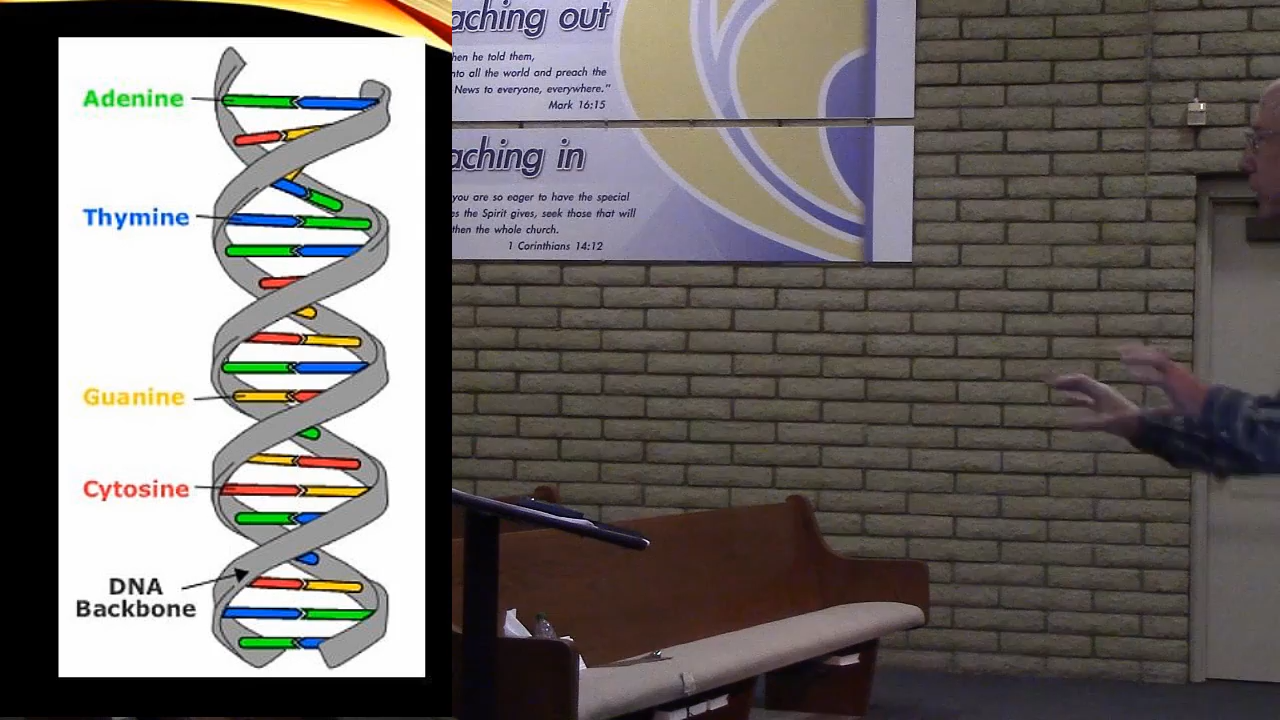 Adenine
Thymine
Guanine
Cytosine
DNA
Backbone
aching out
hen he told them,
nto all the world and preach the
News to everyone, everywhere."
Mark 16:15
aching in
you are so eager to have the special
es the Spirit gives, seek those that will
then the whole church.
1 Corinthians 14:12